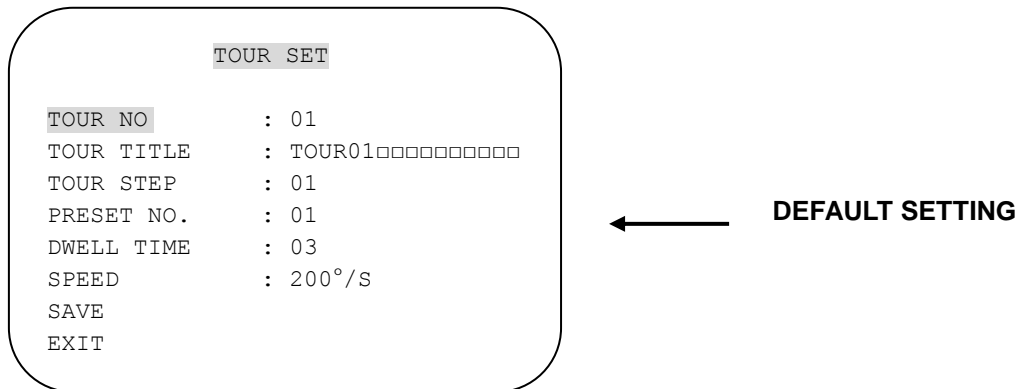 TOUR SET
TOUR NO : 01
TOUR TITLE : TOUR01□□□□□□□□□□
TOUR STEP : 01
PRESET NO. : 01
DWELL TIME : 03
SPEED : 200°/S
SAVE
EXIT
DEFAULT SETTING